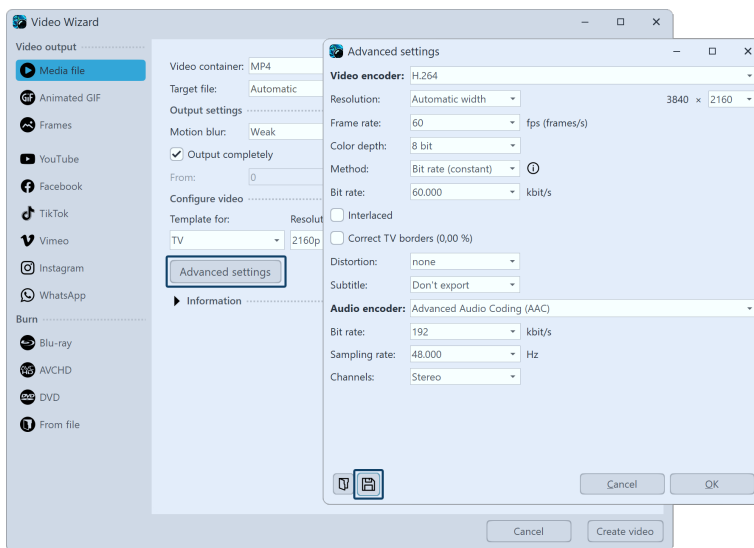 Video Wizard
Video output
Media file
GIF Animated GIF
Frames
YouTube
Facebook
TikTok
Vimeo
Instagram
WhatsApp
Burn
Blu-ray
AVCHD
DVD
From file
Video container: MP4
Target file: Automatic
Output settings
Motion blur: Weak
Output completely
From: 0
Configure video
Template for: Resolut
TV 2160p
Advanced settings
Information
Cancel Create video
Advanced settings
Video encoder: H.264
Resolution: Automatic width 3840 × 2160
Frame rate: 60 fps (frames/s)
Color depth: 8 bit
Method: Bit rate (constant)
Bit rate: 60.000 kbit/s
Interlaced
Correct TV borders (0,00 %)
Distortion: none
Subtitle: Don't export
Audio encoder: Advanced Audio Coding (AAC)
Bit rate: 192 kbit/s
Sampling rate: 48.000 Hz
Channels: Stereo
Cancel OK